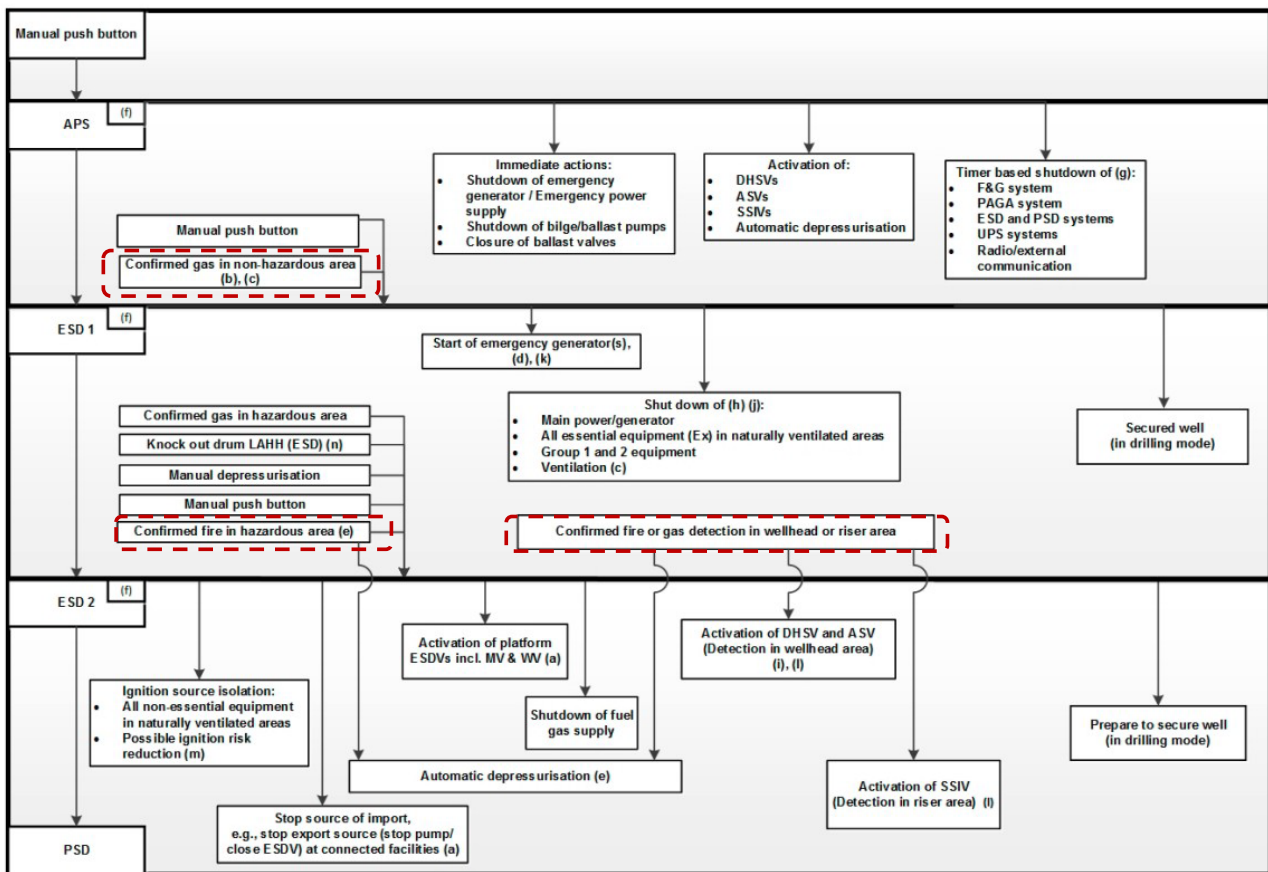 Manual push button
(f)
APS
Immediate actions:
• Shutdown of emergency
generator / Emergency power
supply
• Shutdown of bilge/ballast pumps
• Closure of ballast valves
Activation of:
• DHSVs
• ASVs
• SSIVs
• Automatic depressurisation
Timer based shutdown of (g):
• F&G system
• PAGA system
• ESD and PSD systems
• UPS systems
• Radio/external
communication
Manual push button
Confirmed gas in non-hazardous area
(b), (c)
(f)
ESD 1
Start of emergency generator(s),
(d), (k)
Shut down of (h) (j):
• Main power/generator
• All essential equipment (Ex) in naturally ventilated areas
• Group 1 and 2 equipment
• Ventilation (c)
Secured well
(in drilling mode)
Confirmed gas in hazardous area
Knock out drum LAHH (ESD) (n)
Manual depressurisation
Manual push button
Confirmed fire in hazardous area (e)
Confirmed fire or gas detection in wellhead or riser area
(f)
ESD 2
Ignition source isolation:
• All non-essential equipment
in naturally ventilated areas
• Possible ignition risk
reduction (m)
Activation of platform
ESDVs incl. MV & WV (a)
Activation of DHSV and ASV
(Detection in wellhead area)
(i), (l)
Shutdown of fuel
gas supply
Prepare to secure well
(in drilling mode)
Automatic depressurisation (e)
Activation of SSIV
(Detection in riser area) (l)
Stop source of import,
e.g., stop export source (stop pump/
close ESDV) at connected facilities (a)
PSD